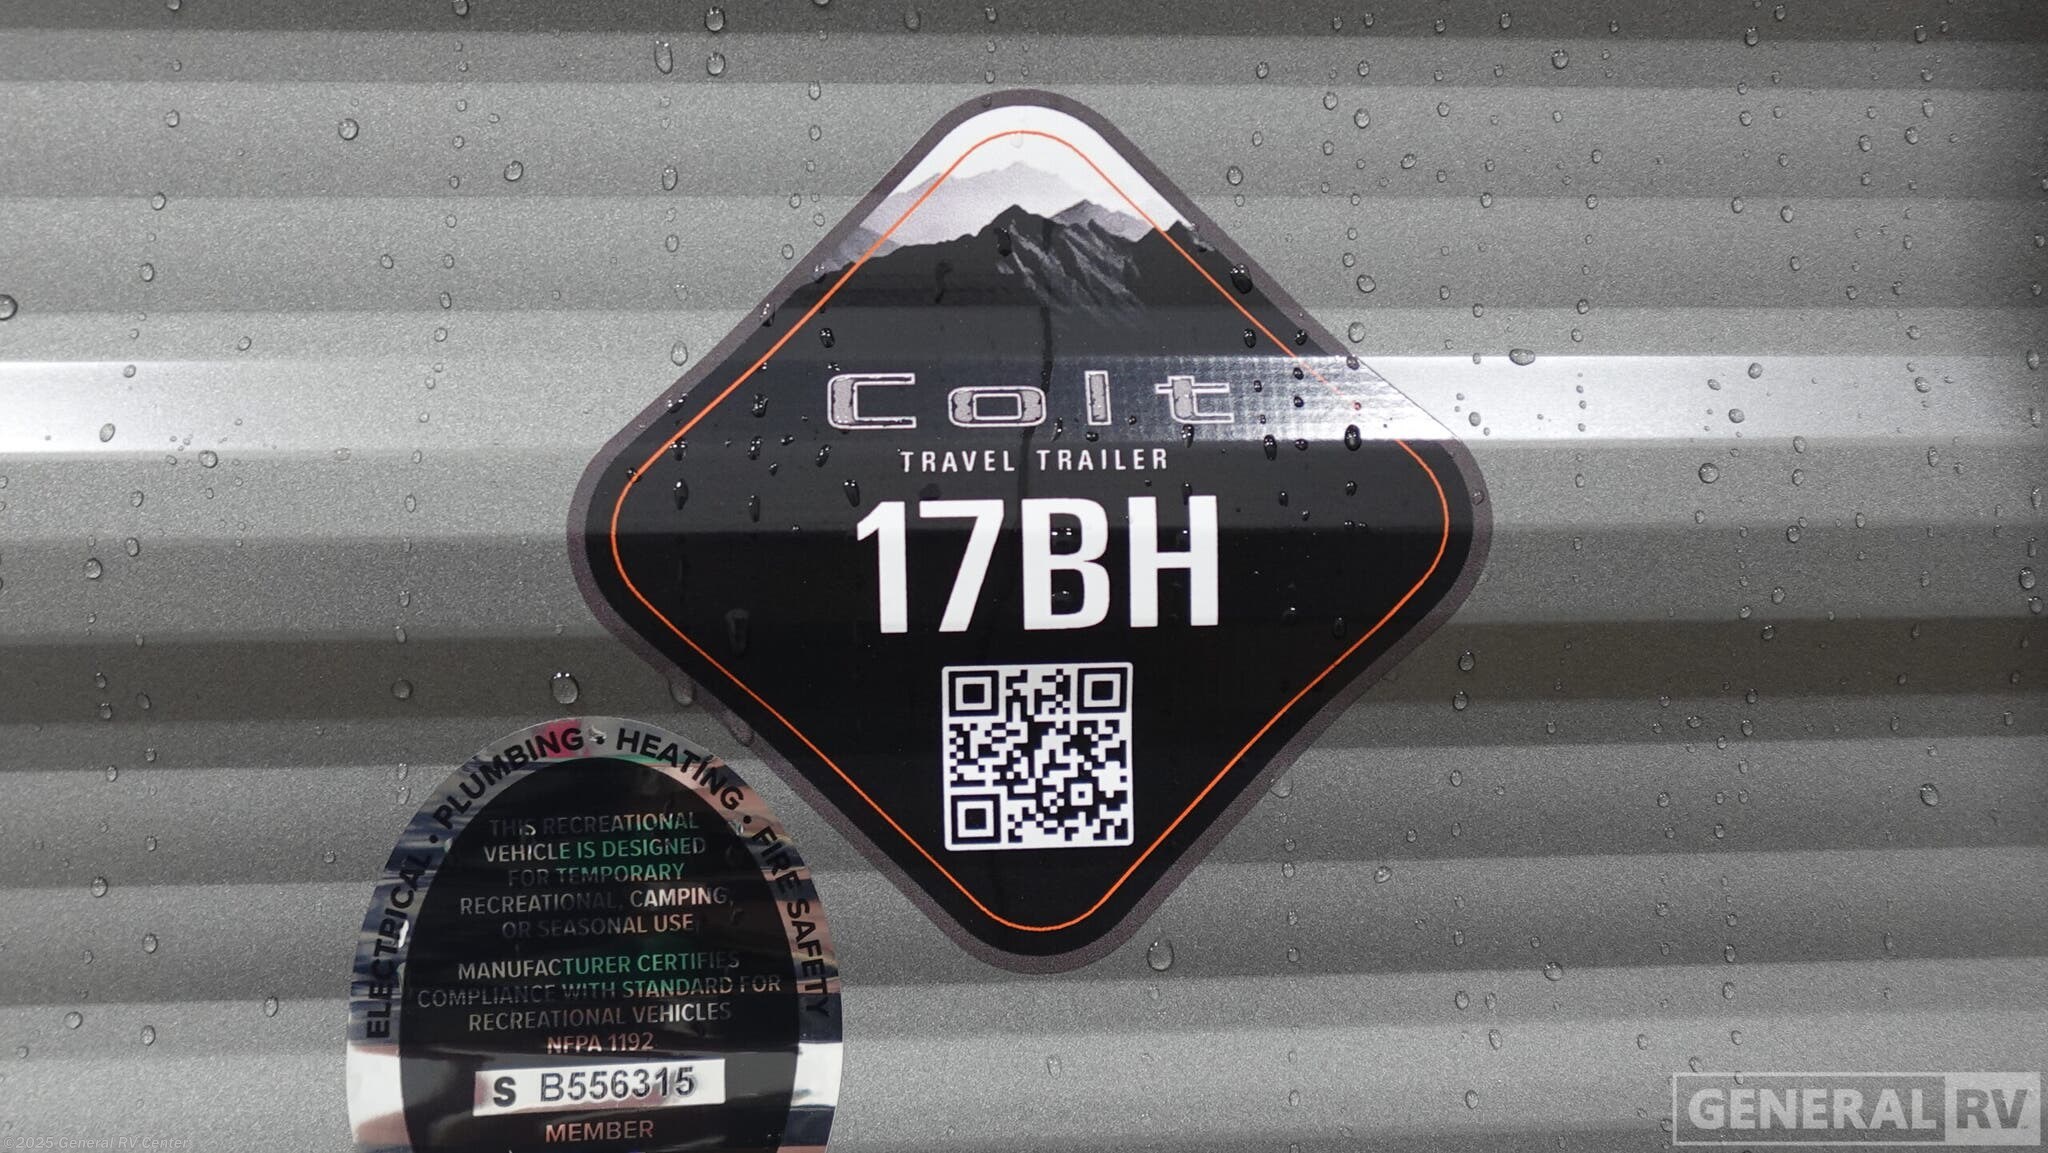 Colt
TRAVEL TRAILER
17BH
ELECTRICAL • PLUMBING • HEATING • FIRE SAFETY
THIS RECREATIONAL
VEHICLE IS DESIGNED
FOR TEMPORARY
RECREATIONAL, CAMPING,
OR SEASONAL USE.
MANUFACTURER CERTIFIES
COMPLIANCE WITH STANDARD FOR
RECREATIONAL VEHICLES
NFPA 1192
S B556315
MEMBER
©2025 General RV Center
GENERAL RV